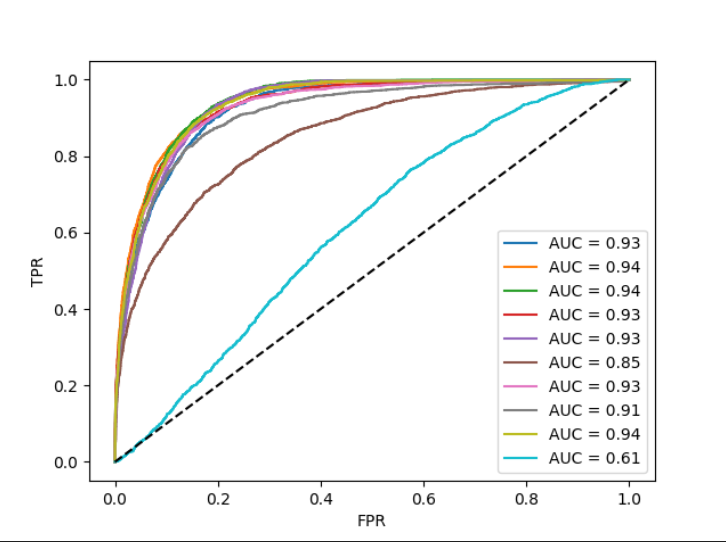 1.0
0.8
0.6
0.4
0.2
0.0
TPR
0.0 0.2 0.4 0.6 0.8 1.0
FPR
AUC = 0.93
AUC = 0.94
AUC = 0.94
AUC = 0.93
AUC = 0.93
AUC = 0.85
AUC = 0.93
AUC = 0.91
AUC = 0.94
AUC = 0.61